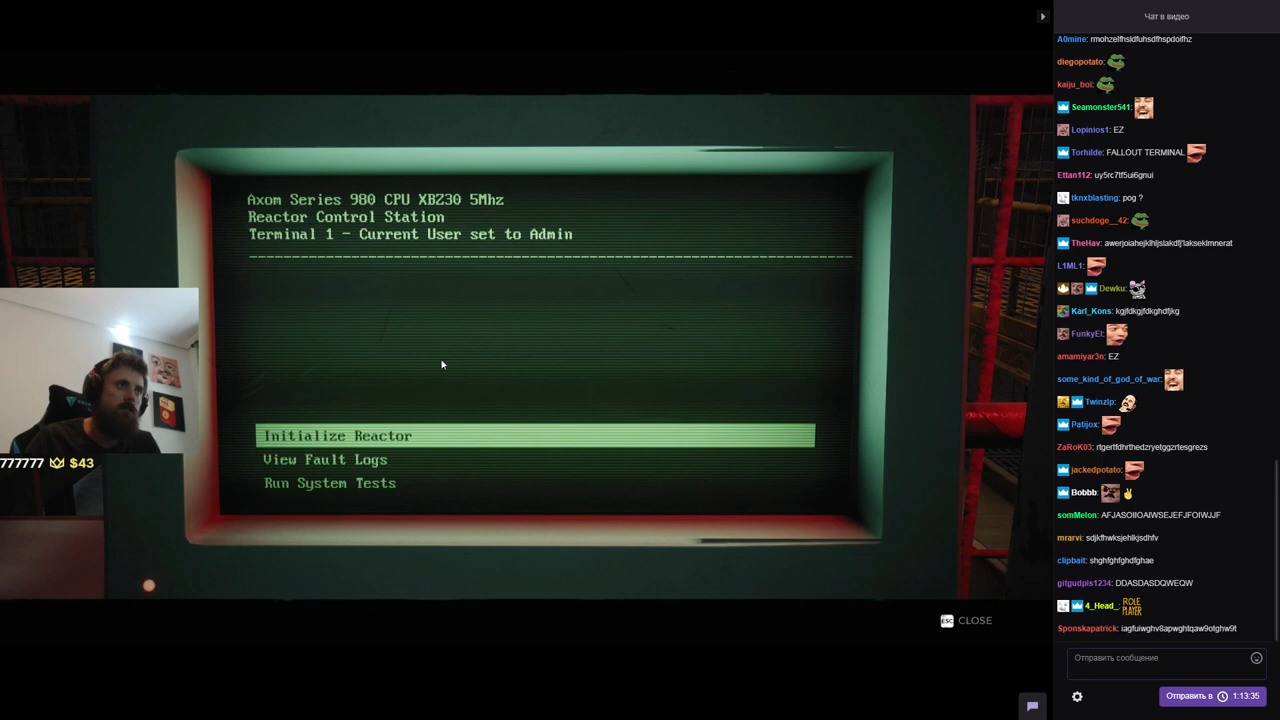 Axom Series 980 CPU XBZ30 5Mhz
Reactor Control Station
Terminal 1 - Current User set to Admin
Initialize Reactor
View Fault Logs
Run System Tests
777777 $43
ESC CLOSE
Чат в видео
A0mine: rmohzelfhsldfuhsdfhspdoifhz
diegopotato:
kaiju_boi:
Seamonster541:
Lopinios1: EZ
Torhilde: FALLOUT TERMINAL
Ettan112: uy5rc7tf5ui6gnui
tknxblasting: pog ?
suchdoge__42:
TheHav: awerjoiahejklhljslakdfj'lakseklmnerat
L1ML1:
Dewku:
Karl_Kons: kgjfdkgjfdkghdfjkg
FunkyEl:
amamiyar3n: EZ
some_kind_of_god_of_war:
Twinzlp:
Patijox:
ZaRoK03: rtgertfdhrthedzryetggzrtesgrezs
jackedpotato:
Bobbb:
somMelon: AFJASOIIOAIWSEJEFJFOIWJJF
mrarvi: sdjkfhwksjehlkjsdhfv
clipbait: shghfghfghdfghae
gitgudpls1234: DDASDASDQWEQW
4_Head_: ROLE PLAYER
Sponskapatrick: iagfuiwghv8apwghtqaw9otghw9t
Отправить сообщение
Отправить в 1:13:35